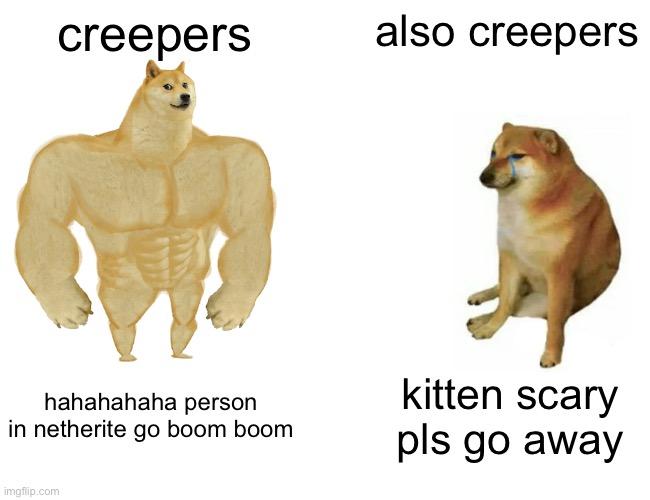 creepers
also creepers
hahahahaha person
in netherite go boom boom
kitten scary
pls go away
imgflip.com